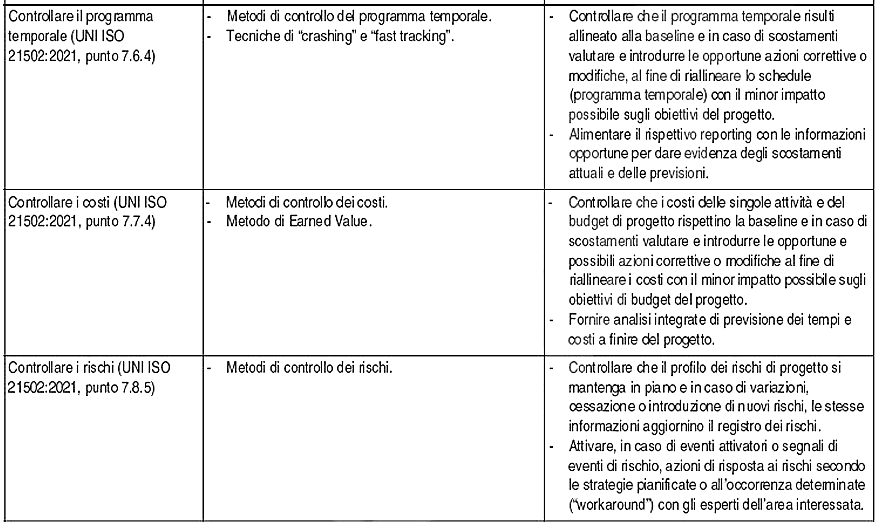 Controllare il programma
temporale (UNI ISO
21502:2021, punto 7.6.4)
- Metodi di controllo del programma temporale.
- Tecniche di “crashing” e “fast tracking”.
- Controllare che il programma temporale risulti
allineato alla baseline e in caso di scostamenti
valutare e introdurre le opportune azioni correttive o
modifiche, al fine di riallineare lo schedule
(programma temporale) con il minor impatto
possibile sugli obiettivi del progetto.
- Alimentare il rispettivo reporting con le informazioni
opportune per dare evidenza degli scostamenti
attuali e delle previsioni.
Controllare i costi (UNI ISO
21502:2021, punto 7.7.4)
- Metodi di controllo dei costi.
- Metodo di Earned Value.
- Controllare che i costi delle singole attività e del
budget di progetto rispettino la baseline e in caso di
scostamenti valutare e introdurre le opportune e
possibili azioni correttive o modifiche al fine di
riallineare i costi con il minor impatto possibile sugli
obiettivi di budget del progetto.
- Fornire analisi integrate di previsione dei tempi e
costi a finire del progetto.
Controllare i rischi (UNI ISO
21502:2021, punto 7.8.5)
- Metodi di controllo dei rischi.
- Controllare che il profilo dei rischi di progetto si
mantenga in piano e in caso di variazioni,
cessazione o introduzione di nuovi rischi, le stesse
informazioni aggiornino il registro dei rischi.
- Attivare, in caso di eventi attivatori o segnali di
eventi di rischio, azioni di risposta ai rischi secondo
le strategie pianificate o all’occorrenza determinate
(“workaround”) con gli esperti dell’area interessata.